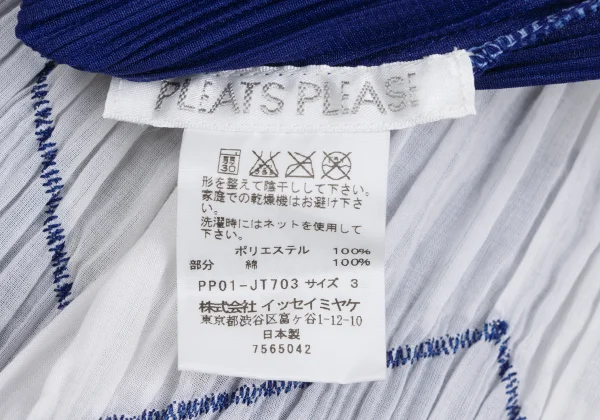 PLEATS PLEASE
30
形を整えて陰干しして下さい。
家庭での乾燥機はお避け下さ
い。
洗濯時にはネットを使用して
下さい。
ポリエステル 100%
部分 綿 100%
PP01-JT703 サイズ 3
株式会社 イッセイミヤケ
東京都渋谷区富ヶ谷1-12-10
日本製
7565042